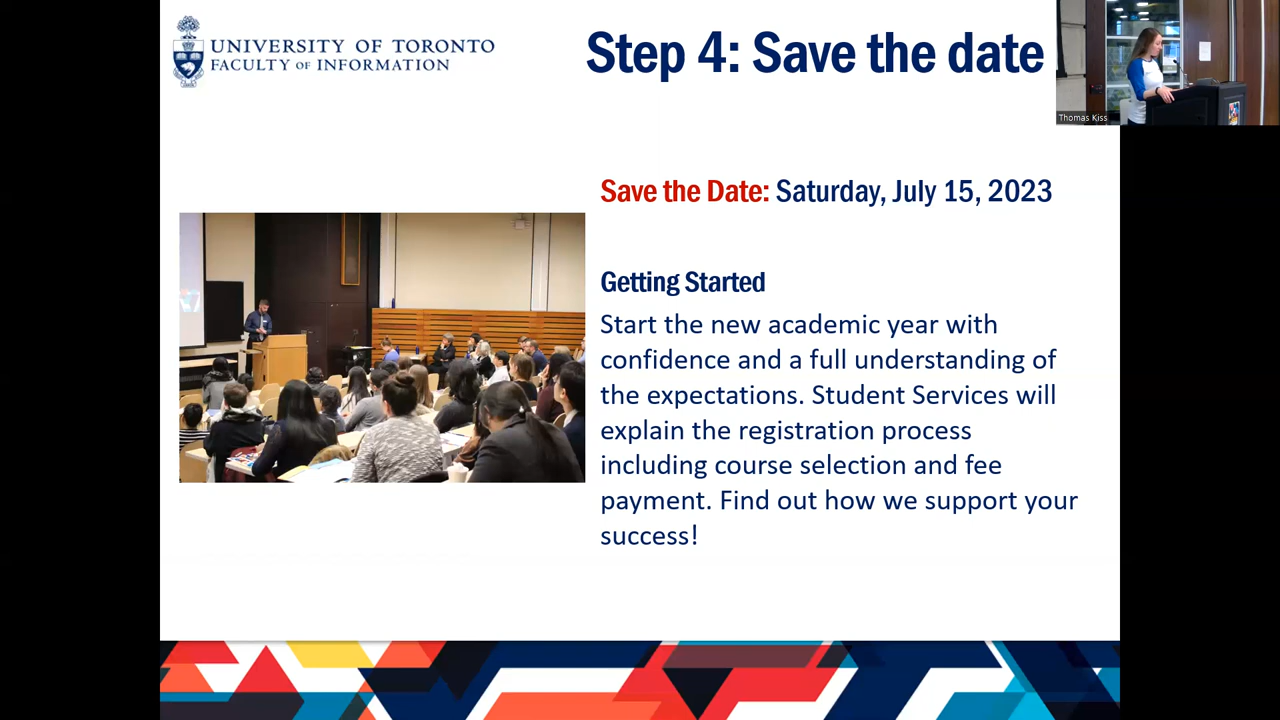 UNIVERSITY OF TORONTO
FACULTY OF INFORMATION
Step 4: Save the date
Thomas Kiss
Save the Date: Saturday, July 15, 2023
Getting Started
Start the new academic year with
confidence and a full understanding of
the expectations. Student Services will
explain the registration process
including course selection and fee
payment. Find out how we support your
success!